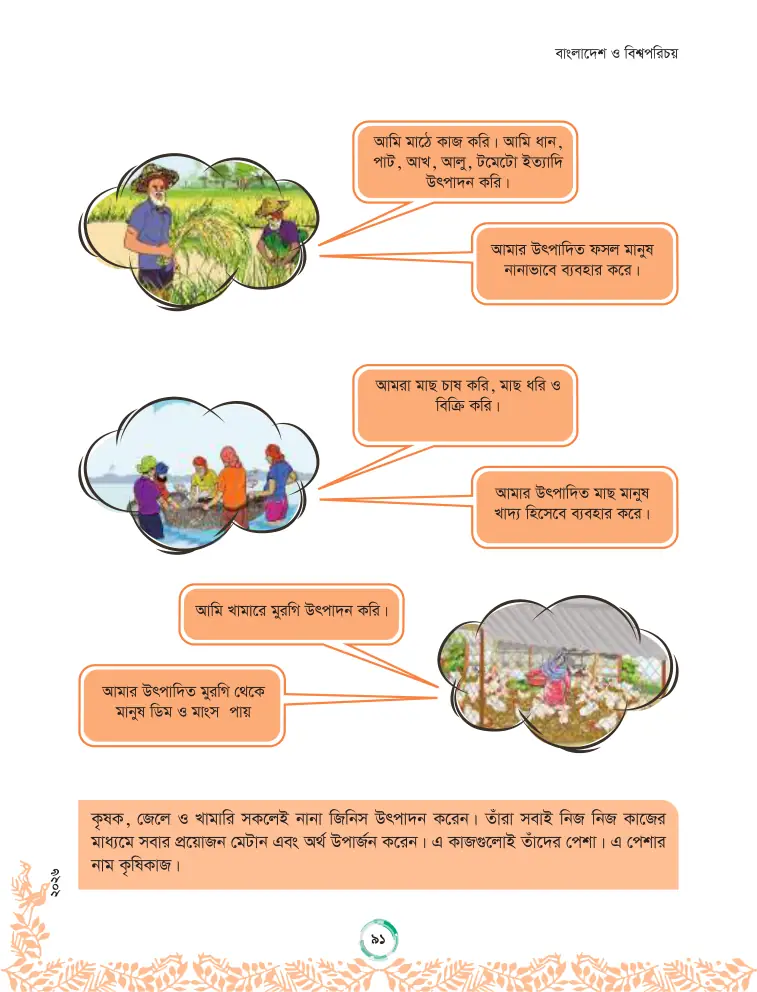 বাংলাদেশ ও বিশ্বপরিচয়
আমি মাঠে কাজ করি। আমি ধান,
পাট, আখ, আলু, টমেটো ইত্যাদি
উৎপাদন করি।
আমার উৎপাদিত ফসল মানুষ
নানাভাবে ব্যবহার করে।
আমরা মাছ চাষ করি, মাছ ধরি ও
বিক্রি করি।
আমার উৎপাদিত মাছ মানুষ
খাদ্য হিসেবে ব্যবহার করে।
আমি খামারে মুরগি উৎপাদন করি।
আমার উৎপাদিত মুরগি থেকে
মানুষ ডিম ও মাংস পায়
কৃষক, জেলে ও খামারি সকলেই নানা জিনিস উৎপাদন করেন। তাঁরা সবাই নিজ নিজ কাজের
মাধ্যমে সবার প্রয়োজন মেটান এবং অর্থ উপার্জন করেন। এ কাজগুলোই তাঁদের পেশা। এ পেশার
নাম কৃষিকাজ।
২০২৬
৯১